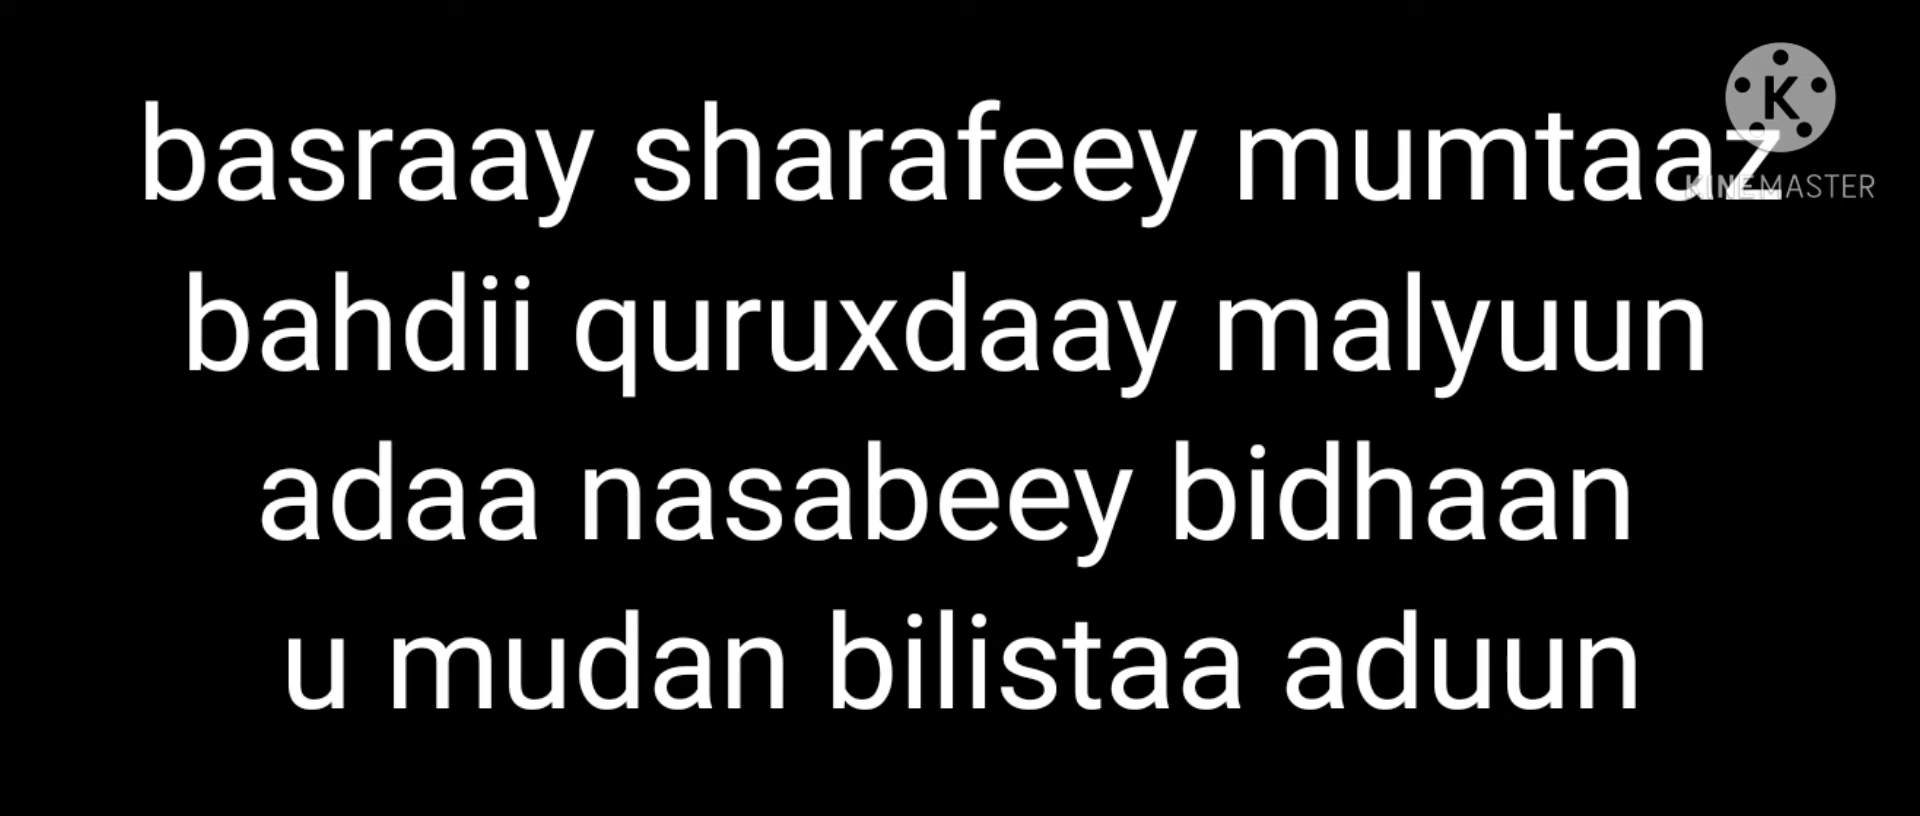 basraay sharafeey mumtaaz
bahdii quruxdaay malyuun
adaa nasabeey bidhaan
u mudan bilistaa aduun
K
KINEMASTER